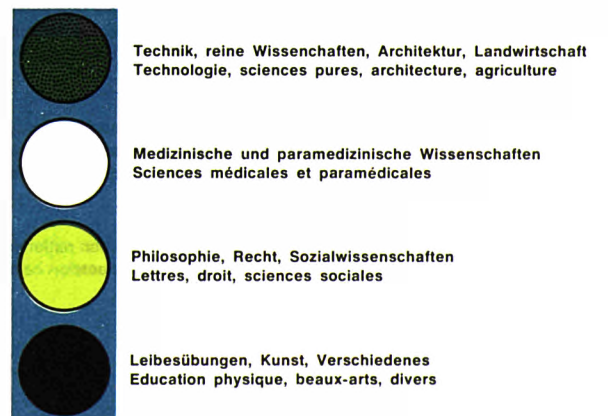 Technik, reine Wissenchaften, Architektur, Landwirtschaft
Technologie, sciences pures, architecture, agriculture
Medizinische und paramedizinische Wissenschaften
Sciences médicales et paramédicales
Philosophie, Recht, Sozialwissenschaften
Lettres, droit, sciences sociales
Leibesübungen, Kunst, Verschiedenes
Education physique, beaux-arts, divers